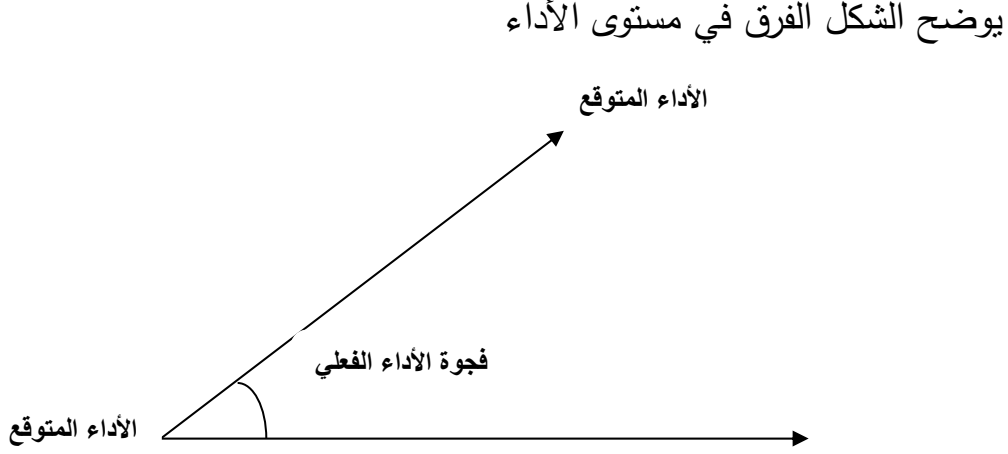 يوضح الشكل الفرق في مستوى الأداء
الأداء المتوقع
فجوة الأداء الفعلي
الأداء المتوقع